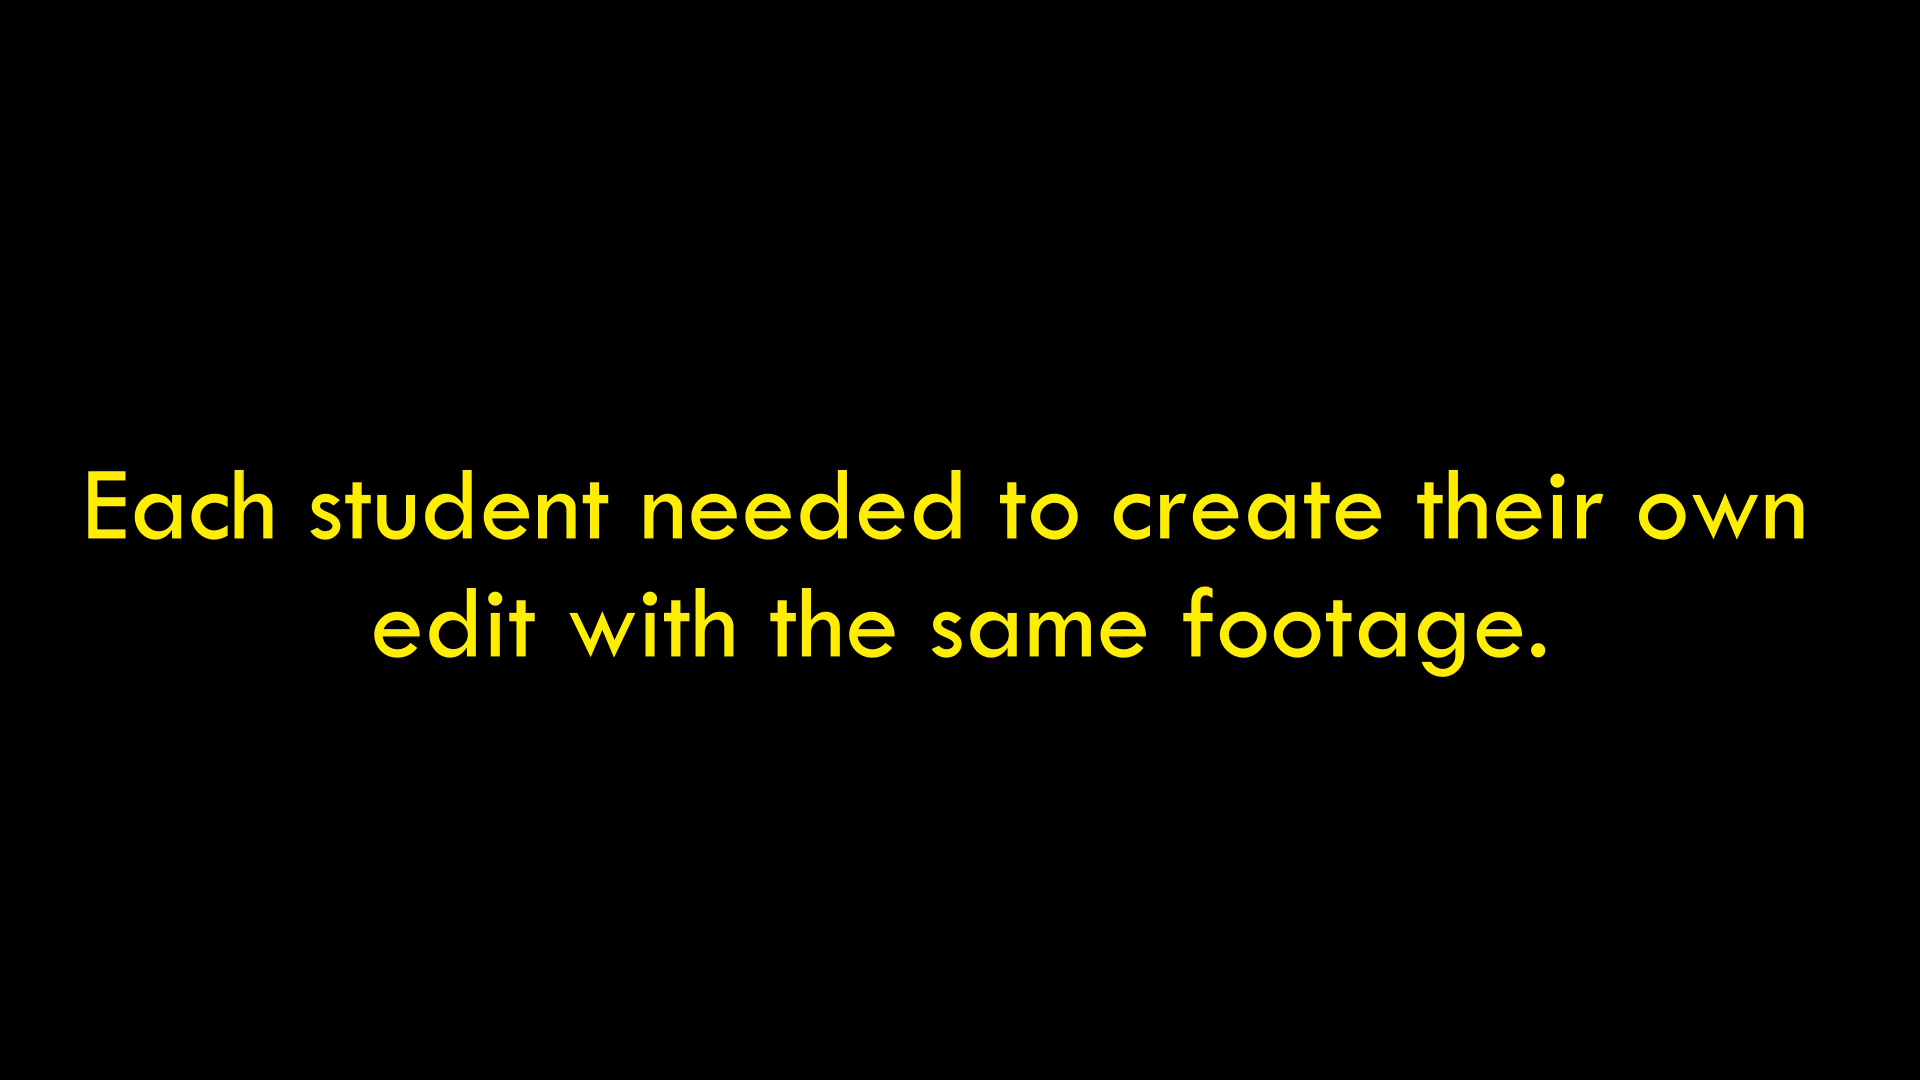 Each student needed to create their own
edit with the same footage.